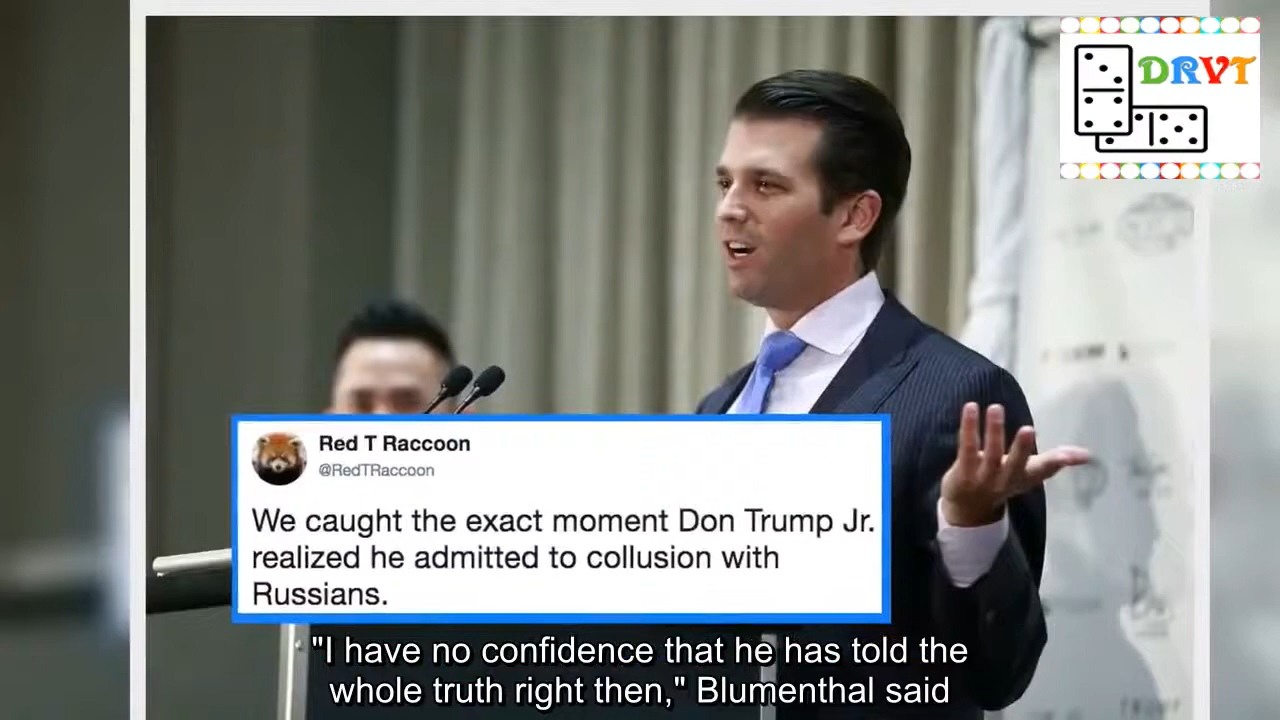 DRVT
Red T Raccoon
@RedTRaccoon
We caught the exact moment Don Trump Jr.
realized he admitted to collusion with
Russians.
"I have no confidence that he has told the
whole truth right then," Blumenthal said